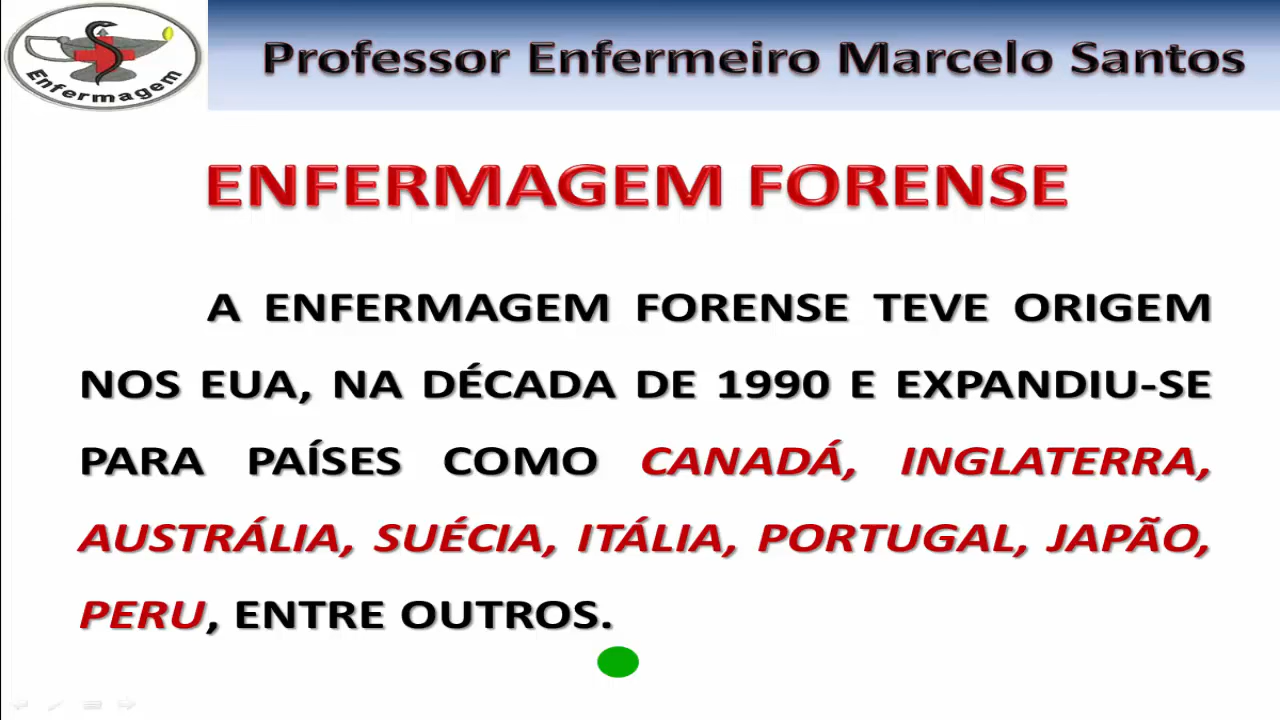 Enfermagem
Professor Enfermeiro Marcelo Santos
ENFERMAGEM FORENSE
A ENFERMAGEM FORENSE TEVE ORIGEM
NOS EUA, NA DÉCADA DE 1990 E EXPANDIU-SE
PARA PAÍSES COMO CANADÁ, INGLATERRA,
AUSTRÁLIA, SUÉCIA, ITÁLIA, PORTUGAL, JAPÃO,
PERU, ENTRE OUTROS.